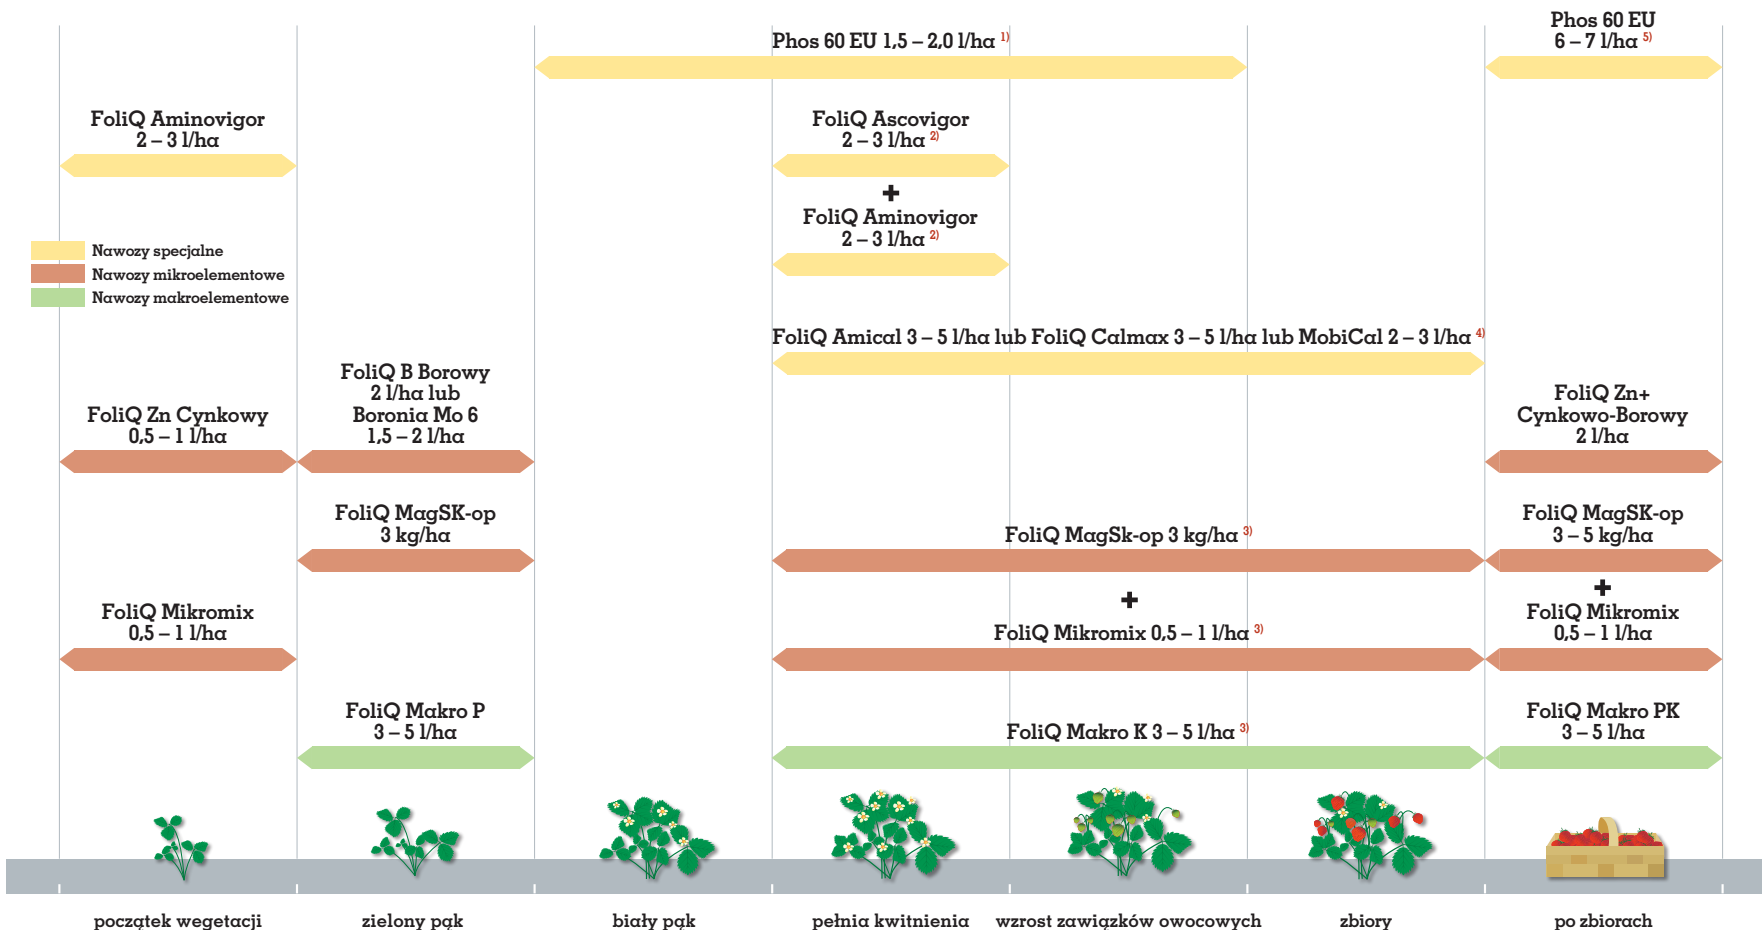 Phos 60 EU 1,5 – 2,0 l/ha 1)
Phos 60 EU
6 – 7 l/ha 5)
FoliQ Aminovigor
2 – 3 l/ha
FoliQ Ascovigor
2 – 3 l/ha 2)
+
FoliQ Aminovigor
2 – 3 l/ha 2)
Nawozy specjalne
Nawozy mikroelementowe
Nawozy makroelementowe
FoliQ Amical 3 – 5 l/ha lub FoliQ Calmax 3 – 5 l/ha lub MobiCal 2 – 3 l/ha 4)
FoliQ Zn Cynkowy
0,5 – 1 l/ha
FoliQ B Borowy
2 l/ha lub
Boronia Mo 6
1,5 – 2 l/ha
FoliQ Zn+
Cynkowo-Borowy
2 l/ha
FoliQ MagSK-op
3 kg/ha
FoliQ MagSk-op 3 kg/ha 3)
FoliQ MagSK-op
3 – 5 kg/ha
+
+
FoliQ Mikromix
0,5 – 1 l/ha
FoliQ Mikromix 0,5 – 1 l/ha 3)
FoliQ Mikromix
0,5 – 1 l/ha
FoliQ Makro P
3 – 5 l/ha
FoliQ Makro K 3 – 5 l/ha 3)
FoliQ Makro PK
3 – 5 l/ha
początek wegetacji
zielony pąk
biały pąk
pełnia kwitnienia
wzrost zawiązków owocowych
zbiory
po zbiorach